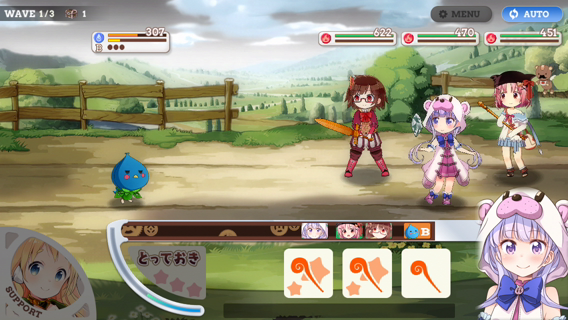 WAVE 1/3
1
MENU
AUTO
307
B
622
470
451
B
とっておき
SUPPORT